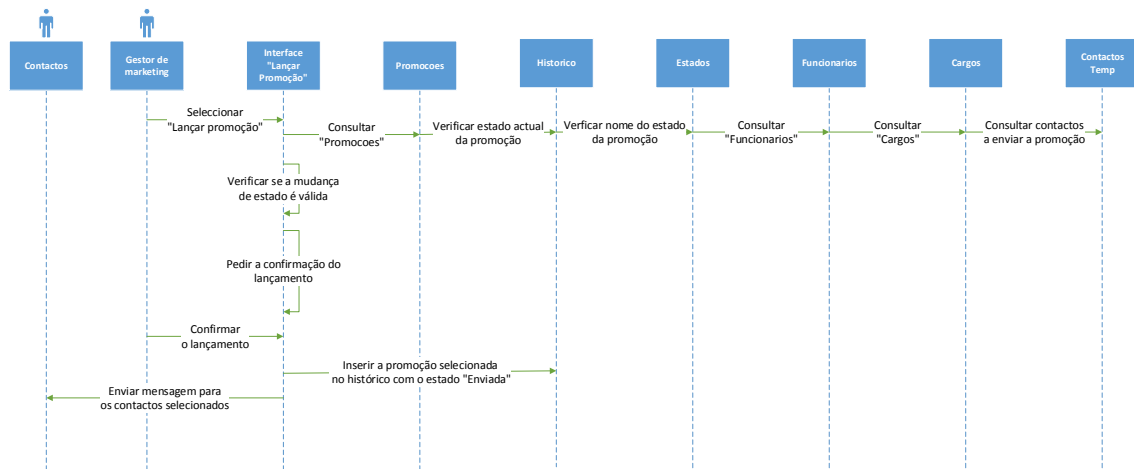 Contactos
Gestor de
marketing
Interface
"Lançar
Promoção"
Promocoes
Historico
Estados
Funcionarios
Cargos
Contactos
Temp
Seleccionar
"Lançar promoção"
Consultar
"Promocoes"
Verificar estado actual
da promoção
Verficar nome do estado
da promoção
Consultar
"Funcionarios"
Consultar
"Cargos"
Consultar contactos
a enviar a promoção
Verificar se a mudança
de estado é válida
Pedir a confirmação do
lançamento
Confirmar
o lançamento
Inserir a promoção selecionada
no histórico com o estado "Enviada"
Enviar mensagem para
os contactos selecionados